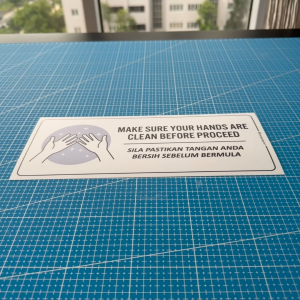 MAKE SURE YOUR HANDS ARE
CLEAN BEFORE PROCEED
SILA PASTIKAN TANGAN ANDA
BERSIH SEBELUM BERMULA